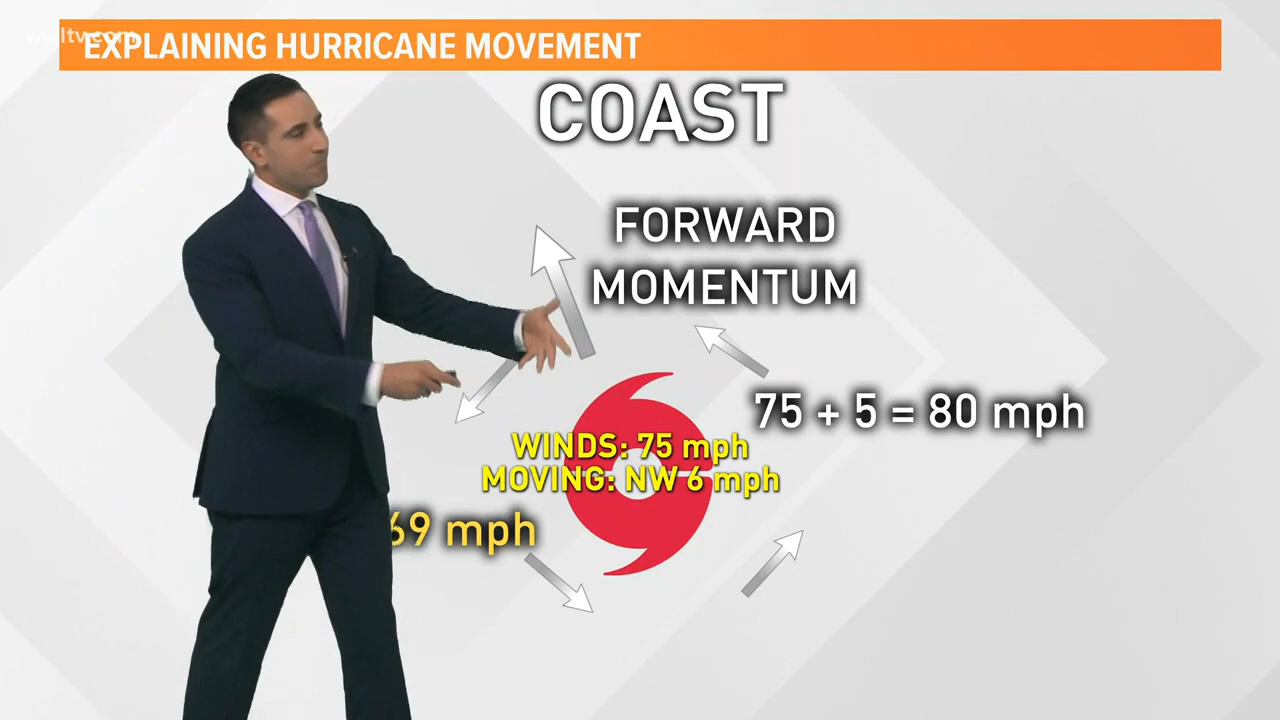 wwltv.com
EXPLAINING HURRICANE MOVEMENT
COAST
FORWARD
MOMENTUM
75 + 5 = 80 mph
WINDS: 75 mph
MOVING: NW 6 mph
69 mph